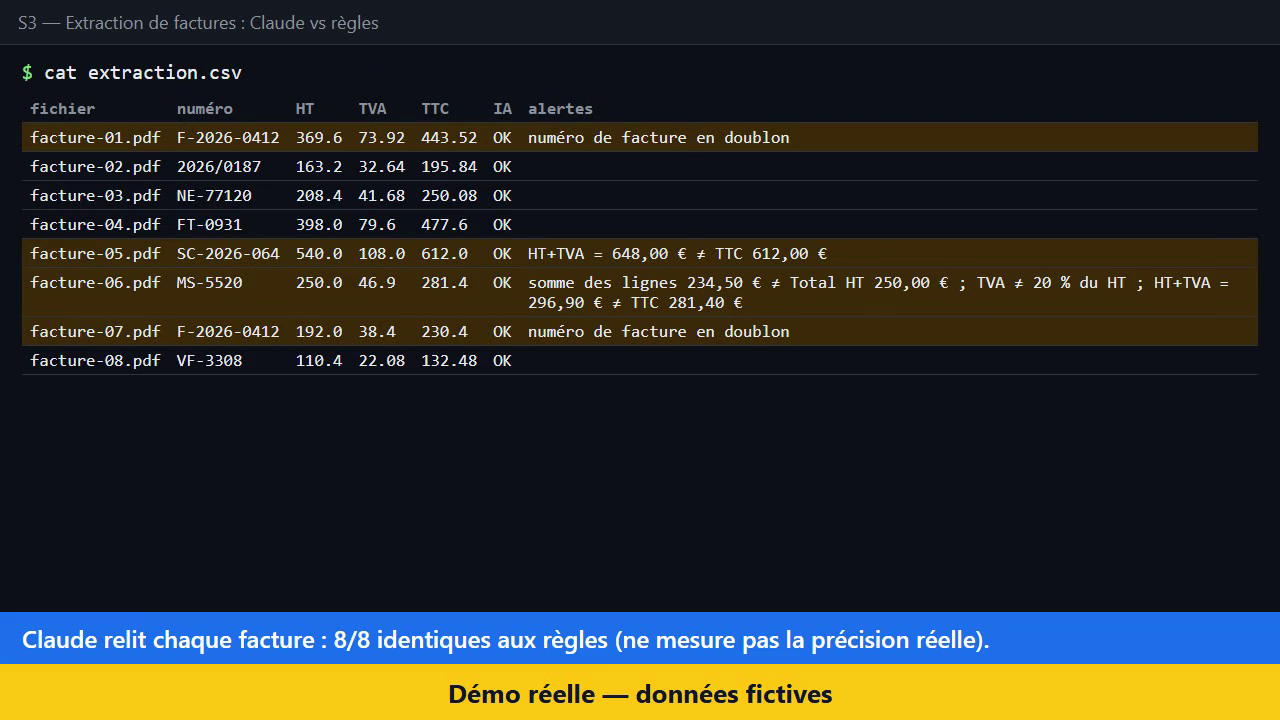 S3 — Extraction de factures : Claude vs règles
$ cat extraction.csv
fichier numéro HT TVA TTC IA alertes
facture-01.pdf F-2026-0412 369.6 73.92 443.52 OK numéro de facture en doublon
facture-02.pdf 2026/0187 163.2 32.64 195.84 OK
facture-03.pdf NE-77120 208.4 41.68 250.08 OK
facture-04.pdf FT-0931 398.0 79.6 477.6 OK
facture-05.pdf SC-2026-064 540.0 108.0 612.0 OK HT+TVA = 648,00 € ≠ TTC 612,00 €
facture-06.pdf MS-5520 250.0 46.9 281.4 OK somme des lignes 234,50 € ≠ Total HT 250,00 € ; TVA ≠ 20 % du HT ; HT+TVA =
296,90 € ≠ TTC 281,40 €
facture-07.pdf F-2026-0412 192.0 38.4 230.4 OK numéro de facture en doublon
facture-08.pdf VF-3308 110.4 22.08 132.48 OK
Claude relit chaque facture : 8/8 identiques aux règles (ne mesure pas la précision réelle).
Démo réelle — données fictives